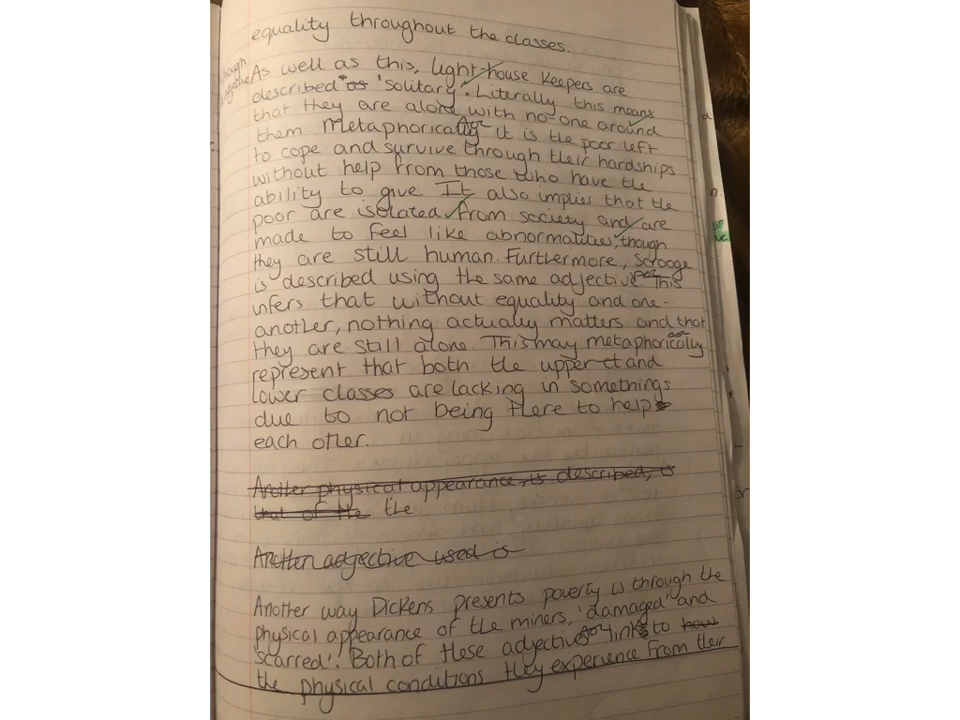 equality throughout the classes.
As well as this, light-house keepers are
described as 'solitary'. Literally this means
that they are alone with no-one around
them. Metaphorically it is the poor left
to cope and survive through their hardships
without help from those who have the
ability to give. It also implies that the
poor are isolated from society and are
made to feel like abnormalities, though
they are still human. Furthermore, Scrooge
is described using the same adjective. This
infers that without equality and one-
another, nothing actually matters and that
they are still alone. This may metaphorically
represent that both the upper and
lower classes are lacking in somethings
due to not being there to help
each other.
Another physical appearance is described, is
that of the the
Another adjective used is
Another way Dickens presents poverty is through the
physical appearance of the miners, 'damaged' and
scarred'. Both of these adjectives links to how
the physical conditions they experience from their